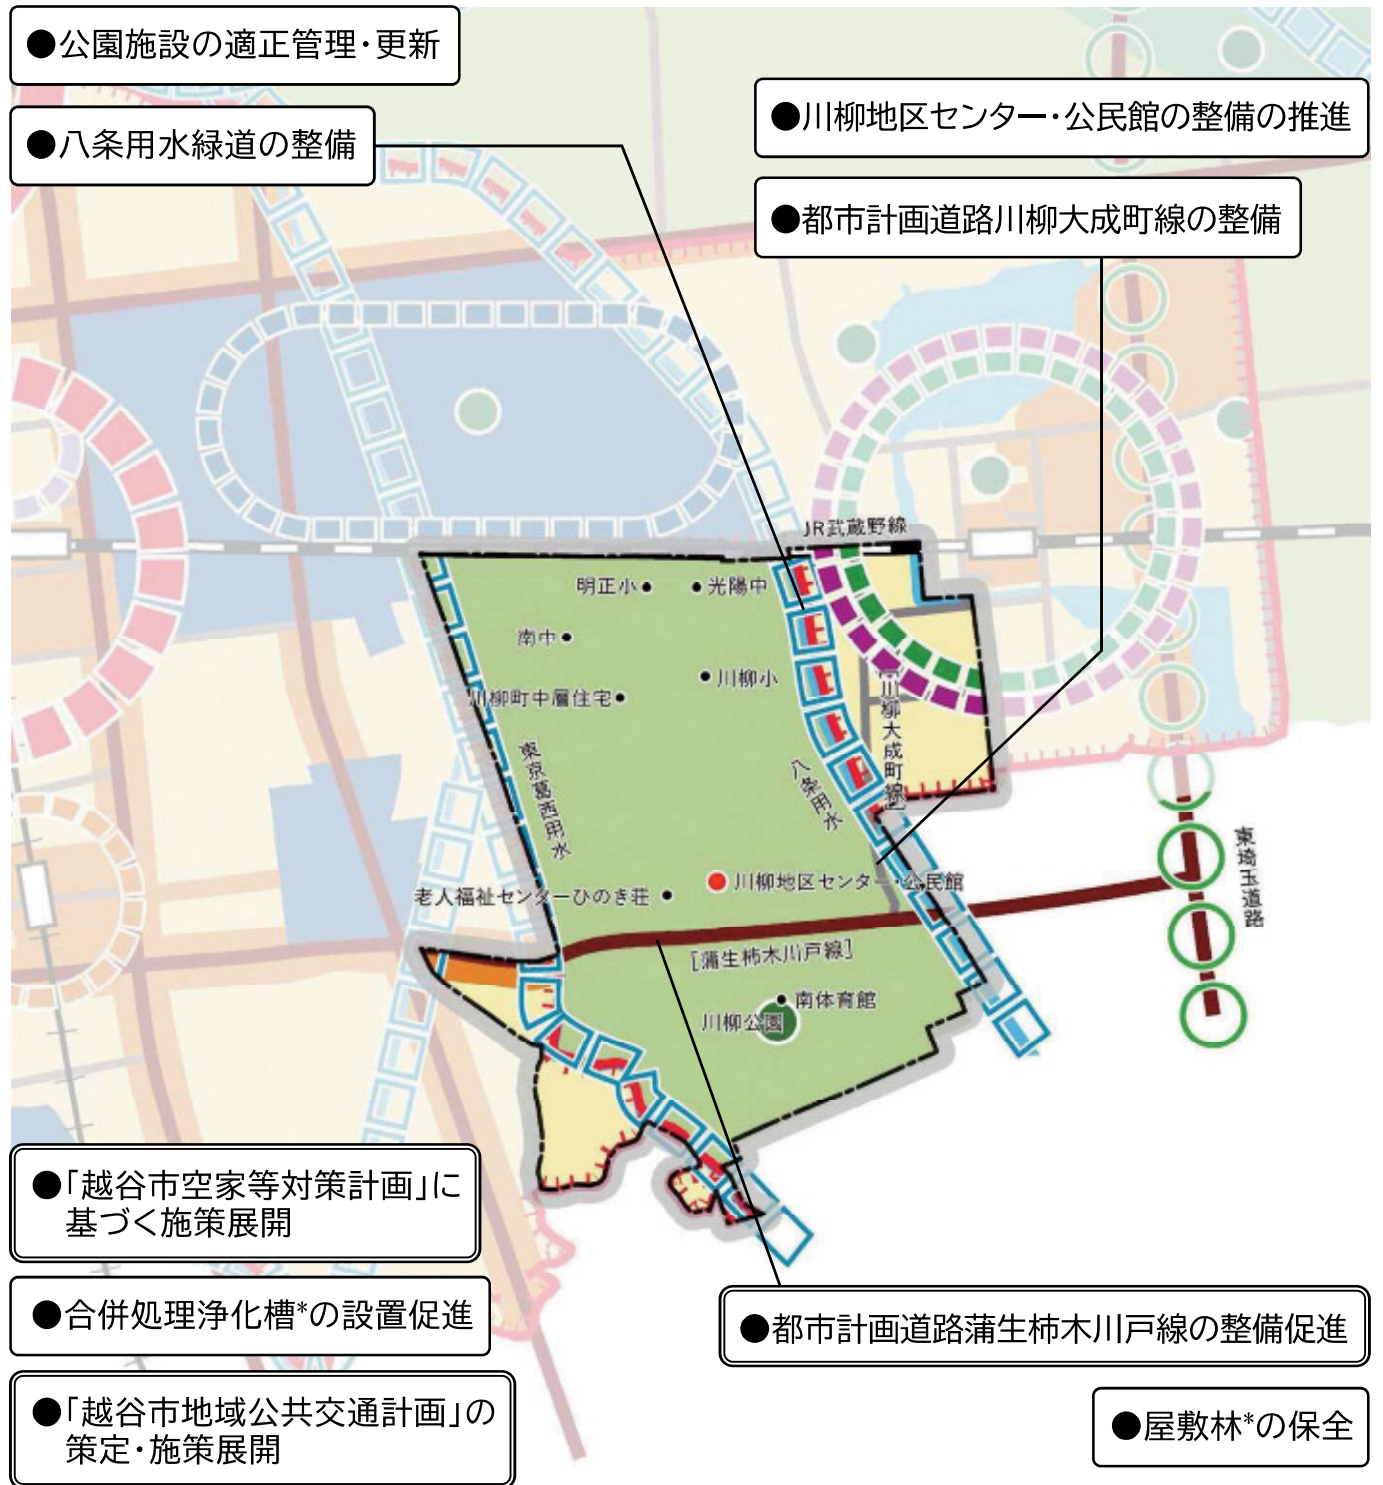 ●公園施設の適正管理・更新
●八条用水緑道の整備
●川柳地区センター・公民館の整備の推進
●都市計画道路川柳大成町線の整備
JR武蔵野線
明正小
光陽中
南中
川柳小
川柳町中層住宅
[川柳大成町線]
東京葛西用水
八条用水
東埼玉道路
川柳地区センター・公民館
老人福祉センターひのき荘
[蒲生柿木川戸線]
南体育館
川柳公園
●「越谷市空家等対策計画」に
基づく施策展開
●合併処理浄化槽*の設置促進
●「越谷市地域公共交通計画」の
策定・施策展開
●都市計画道路蒲生柿木川戸線の整備促進
●屋敷林*の保全